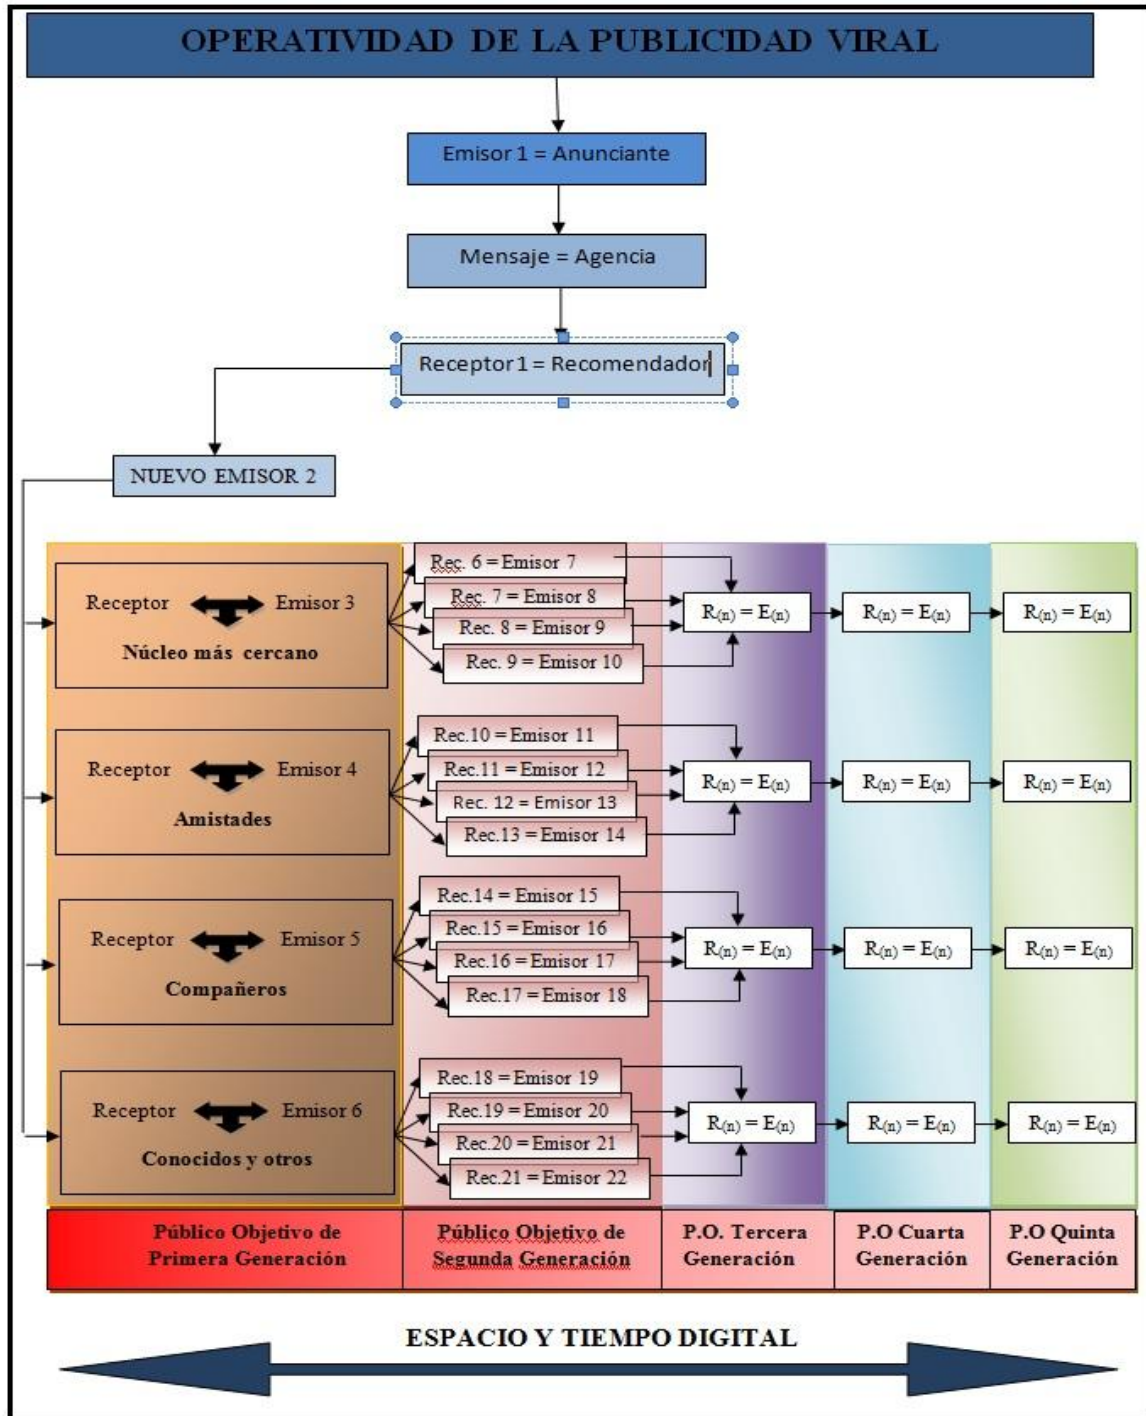 OPERATIVIDAD DE LA PUBLICIDAD VIRAL
Emisor 1 = Anunciante
Mensaje = Agencia
Receptor 1 = Recomendador
NUEVO EMISOR 2
Receptor Emisor 3
Núcleo más cercano
Rec. 6 = Emisor 7
Rec. 7 = Emisor 8
Rec. 8 = Emisor 9
Rec. 9 = Emisor 10
R(n) = E(n)
R(n) = E(n)
R(n) = E(n)
Receptor Emisor 4
Amistades
Rec.10 = Emisor 11
Rec.11 = Emisor 12
Rec. 12 = Emisor 13
Rec.13 = Emisor 14
R(n) = E(n)
R(n) = E(n)
R(n) = E(n)
Receptor Emisor 5
Compañeros
Rec.14 = Emisor 15
Rec.15 = Emisor 16
Rec.16 = Emisor 17
Rec.17 = Emisor 18
R(n) = E(n)
R(n) = E(n)
R(n) = E(n)
Receptor Emisor 6
Conocidos y otros
Rec.18 = Emisor 19
Rec.19 = Emisor 20
Rec.20 = Emisor 21
Rec.21 = Emisor 22
R(n) = E(n)
R(n) = E(n)
R(n) = E(n)
Público Objetivo de
Primera Generación
Público Objetivo de
Segunda Generación
P.O. Tercera
Generación
P.O Cuarta
Generación
P.O Quinta
Generación
ESPACIO Y TIEMPO DIGITAL